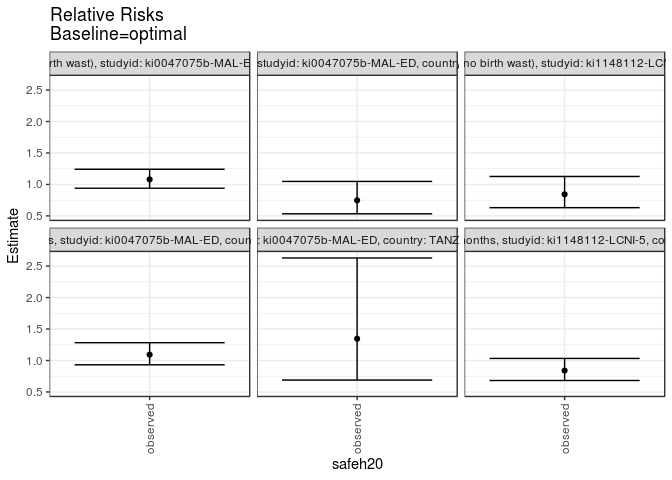 Relative Risks
Baseline=optimal
rth wast), studyid: ki0047075b-MAL-E
studyid: ki0047075b-MAL-ED, country
no birth wast), studyid: ki1148112-LCN
2.5
2.0
1.5
1.0
0.5
s, studyid: ki0047075b-MAL-ED, coun
: ki0047075b-MAL-ED, country: TANZ
onths, studyid: ki1148112-LCNI-5, co
2.5
2.0
1.5
1.0
0.5
Estimate
observed
observed
observed
safeh20